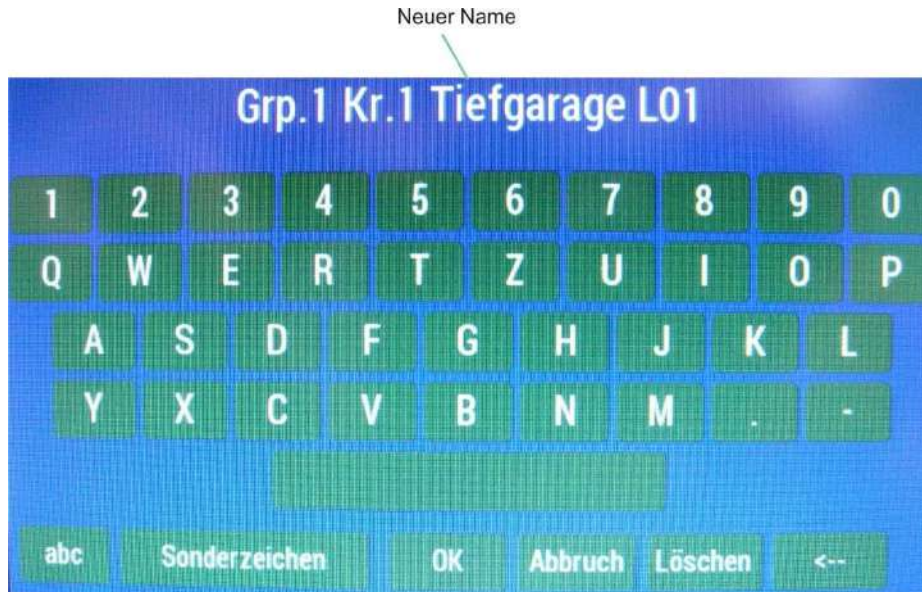 Neuer Name
Grp.1 Kr.1 Tiefgarage L01
1 2 3 4 5 6 7 8 9 0
Q W E R T Z U I O P
A S D F G H J K L
Y X C V B N M . -
abc Sonderzeichen OK Abbruch Löschen <--